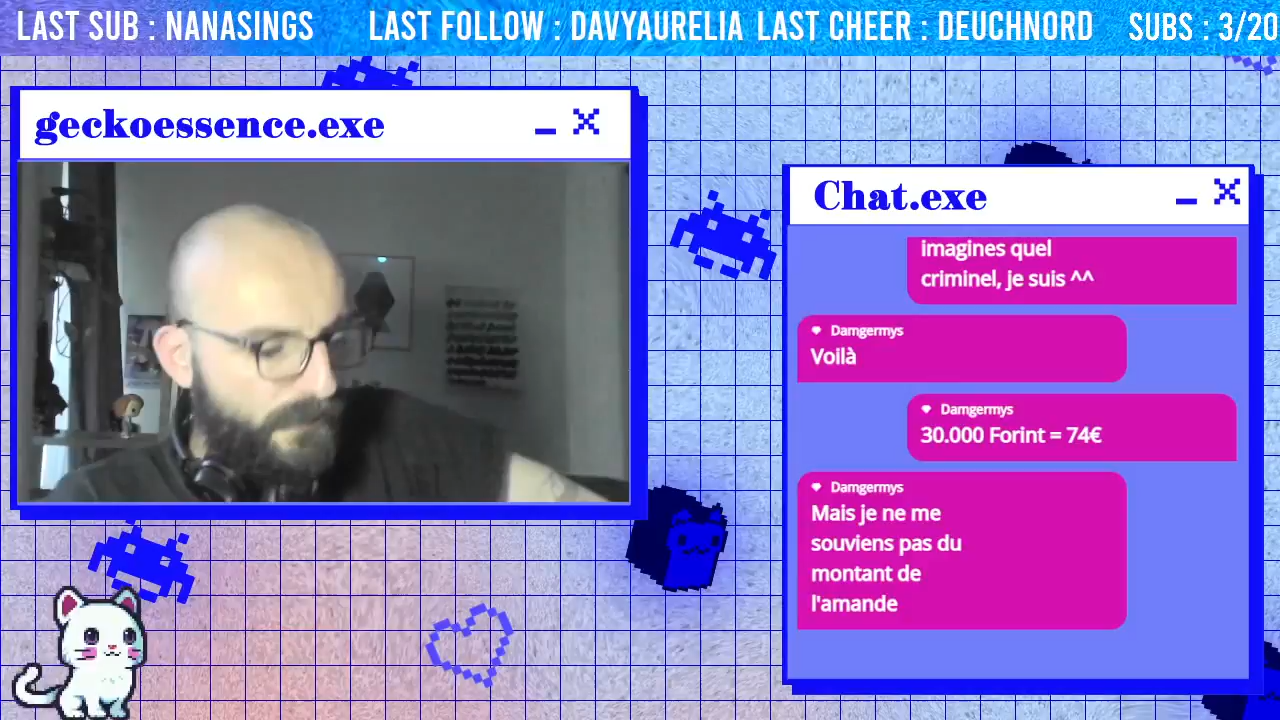 LAST SUB : NANASINGS LAST FOLLOW : DAVYAURELIA LAST CHEER : DEUCHNORD SUBS : 3/20
geckoessence.exe
Chat.exe
imagines quel
criminel, je suis ^^
Damgermys
Voilà
Damgermys
30.000 Forint = 74€
Damgermys
Mais je ne me
souviens pas du
montant de
l'amande